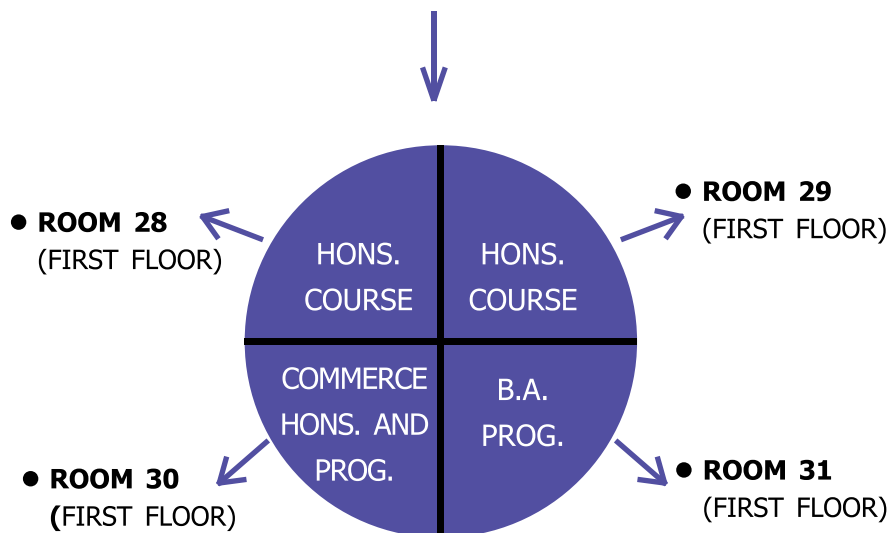 ● ROOM 28
(FIRST FLOOR)
HONS.
COURSE
HONS.
COURSE
● ROOM 29
(FIRST FLOOR)
COMMERCE
HONS. AND
PROG.
B.A.
PROG.
● ROOM 30
(FIRST FLOOR)
● ROOM 31
(FIRST FLOOR)